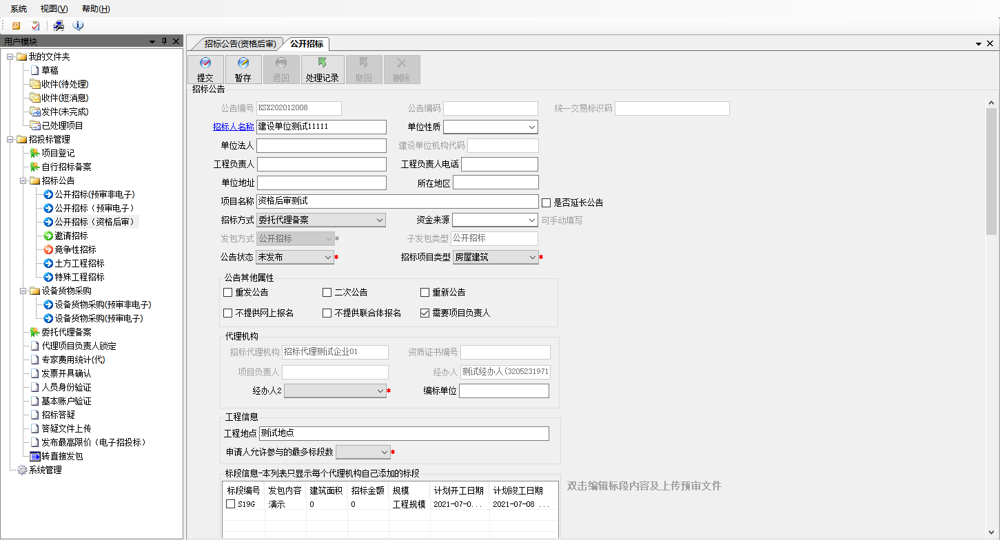 系统 视图(V) 帮助(H)
用户模块
我的文件夹
草稿
收件(待处理)
收件(短消息)
发件(未完成)
已处理项目
招投标管理
项目登记
自行招标备案
招标公告
公开招标(预审非电子)
公开招标（预审电子）
公开招标（资格后审）
邀请招标
竞争性招标
土方工程招标
特殊工程招标
设备货物采购
设备货物采购(预审非电子)
设备货物采购(预审电子)
委托代理备案
代理项目负责人锁定
专家费用统计(代)
发票开具确认
人员身份验证
基本账户验证
招标答疑
答疑文件上传
发布最高限价（电子招投标）
转直接发包
系统管理
招标公告(资格后审) 公开招标
提交 暂存 退回 处理记录 取回 删除
招标公告
公告编号 KSX202012008 公告编码 统一交易标识码
招标人名称 建设单位测试11111 单位性质
单位法人 建设单位机构代码
工程负责人 工程负责人电话
单位地址 所在地区
项目名称 资格后审测试 是否延长公告
招标方式 委托代理备案 资金来源 可手动填写
发包方式 公开招标 * 子发包类型 公开招标
公告状态 未发布 * 招标项目类型 房屋建筑 *
公告其他属性
重发公告 二次公告 重新公告
不提供网上报名 不提供联合体报名 需要项目负责人
代理机构
招标代理机构 招标代理测试企业01 资质证书编号
项目负责人 经办人 测试经办人(3205231971
经办人2 * 编标单位
工程信息
工程地点 测试地点
申请人允许参与的最多标段数 *
标段信息-本列表只显示每个代理机构自己添加的标段
标段编号 发包内容 建筑面积 招标金额 规模 计划开工日期 计划竣工日期
S19G 演示 0 0 工程规模 2021-07-0... 2021-07-08 ...
双击编辑标段内容及上传预审文件